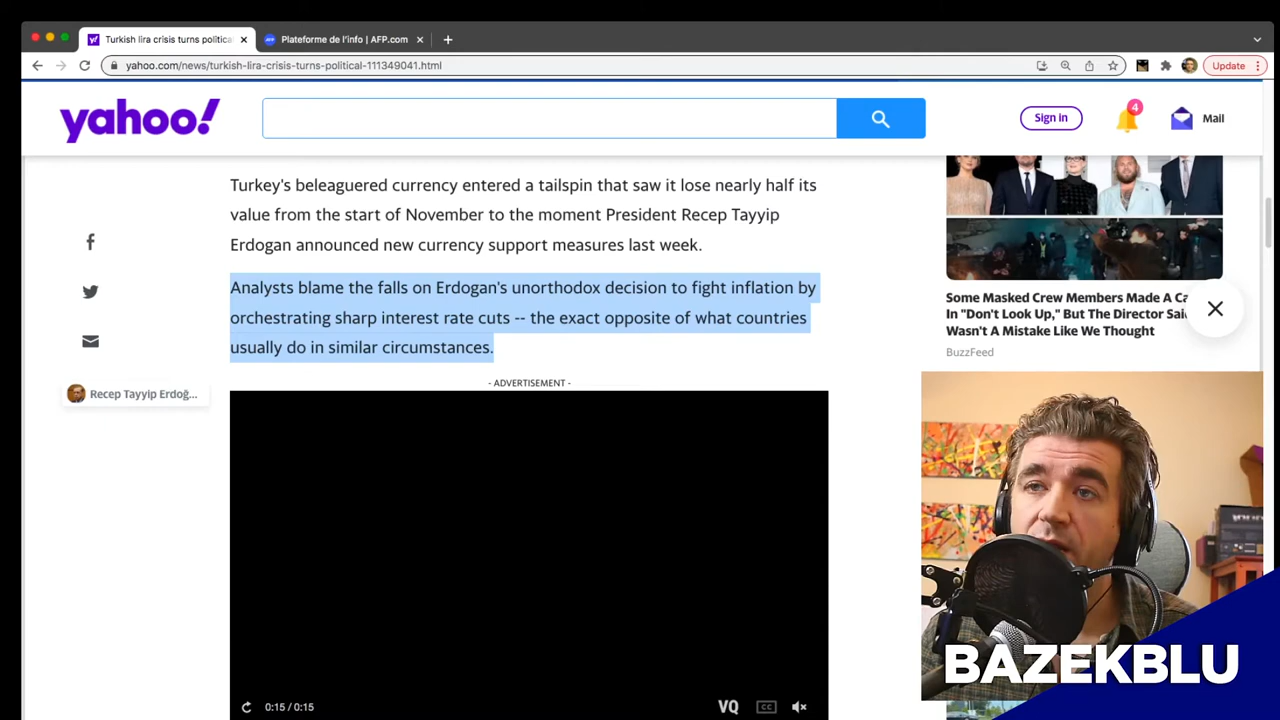 Turkish lira crisis turns politica
Plateforme de l'info | AFP.com
yahoo.com/news/turkish-lira-crisis-turns-political-111349041.html
Update
yahoo!
Sign in
4
Mail
Turkey's beleaguered currency entered a tailspin that saw it lose nearly half its
value from the start of November to the moment President Recep Tayyip
Erdogan announced new currency support measures last week.
Analysts blame the falls on Erdogan's unorthodox decision to fight inflation by
orchestrating sharp interest rate cuts -- the exact opposite of what countries
usually do in similar circumstances.
- ADVERTISEMENT -
Recep Tayyip Erdoğ...
0:15 / 0:15
VQ
CC
Some Masked Crew Members Made A Ca
In "Don't Look Up," But The Director Sai
Wasn't A Mistake Like We Thought
BuzzFeed
BAZEKBLU